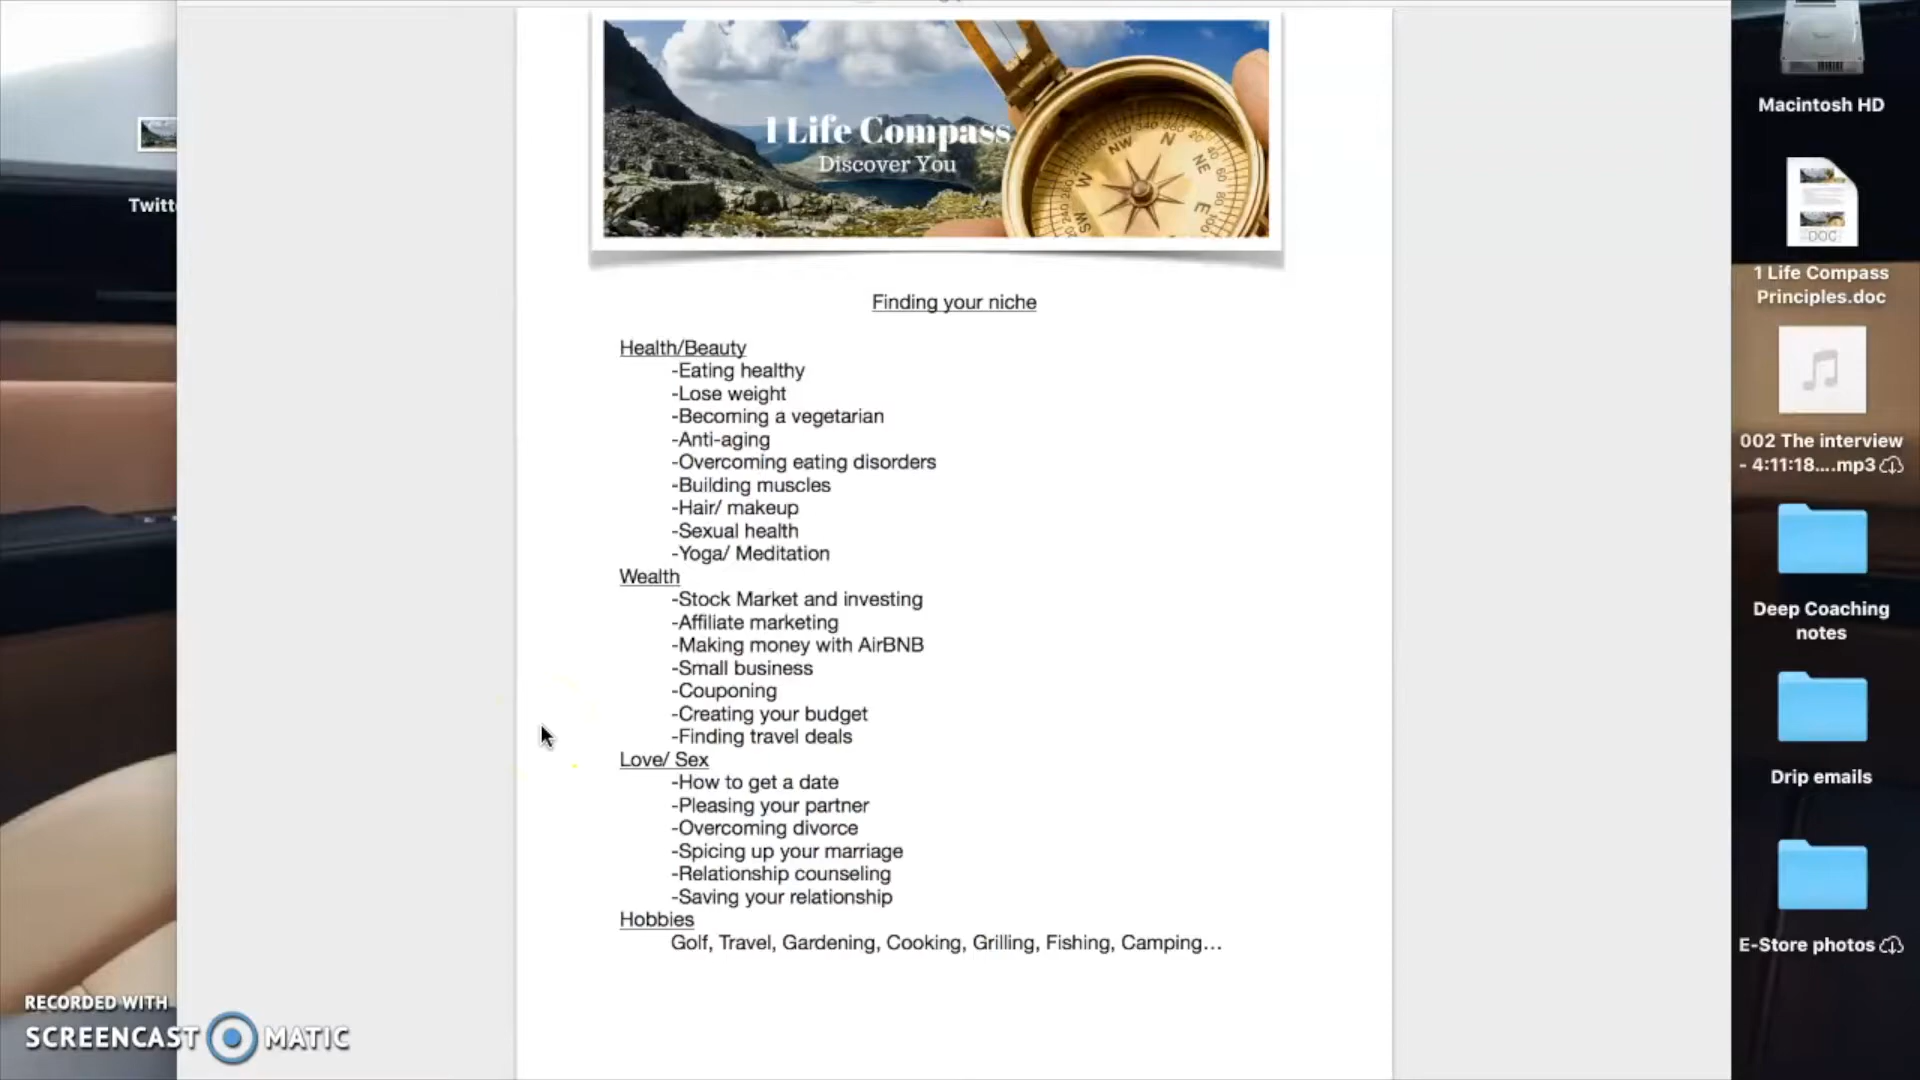 1 Life Compass
Discover You
NW
N
NE
W
E
SW
Finding your niche
Health/Beauty
-Eating healthy
-Lose weight
-Becoming a vegetarian
-Anti-aging
-Overcoming eating disorders
-Building muscles
-Hair/ makeup
-Sexual health
-Yoga/ Meditation
Wealth
-Stock Market and investing
-Affiliate marketing
-Making money with AirBNB
-Small business
-Couponing
-Creating your budget
-Finding travel deals
Love/ Sex
-How to get a date
-Pleasing your partner
-Overcoming divorce
-Spicing up your marriage
-Relationship counseling
-Saving your relationship
Hobbies
Golf, Travel, Gardening, Cooking, Grilling, Fishing, Camping…
Twitt
Macintosh HD
DOC
1 Life Compass
Principles.doc
002 The interview
- 4:11:18....mp3
Deep Coaching
notes
Drip emails
E-Store photos
RECORDED WITH
SCREENCAST MATIC